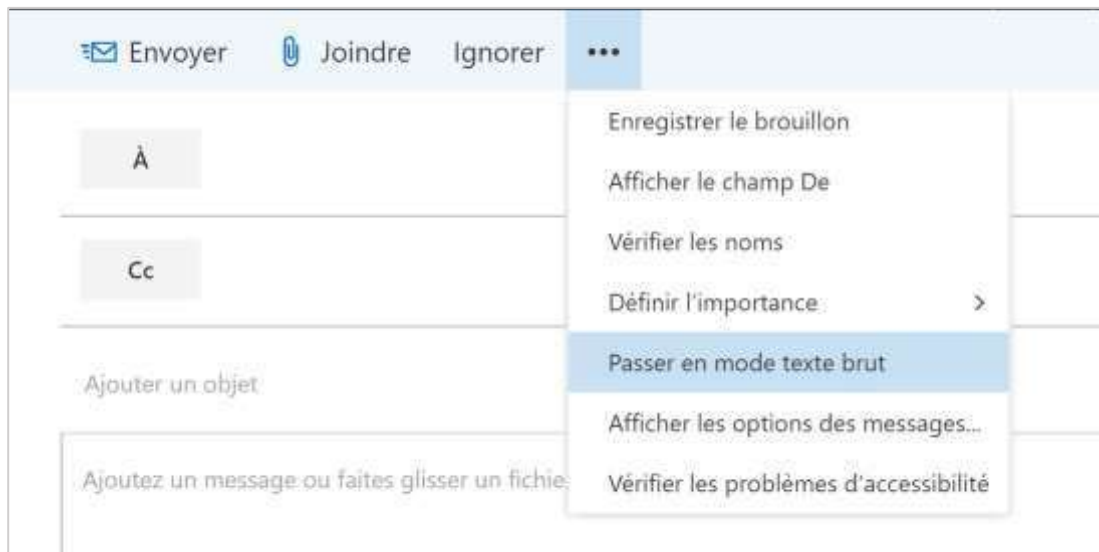 Envoyer Joindre Ignorer •••
Enregistrer le brouillon
À
Afficher le champ De
Vérifier les noms
Cc
Définir l'importance >
Passer en mode texte brut
Ajouter un objet
Afficher les options des messages...
Ajoutez un message ou faites glisser un fichie
Vérifier les problèmes d'accessibilité